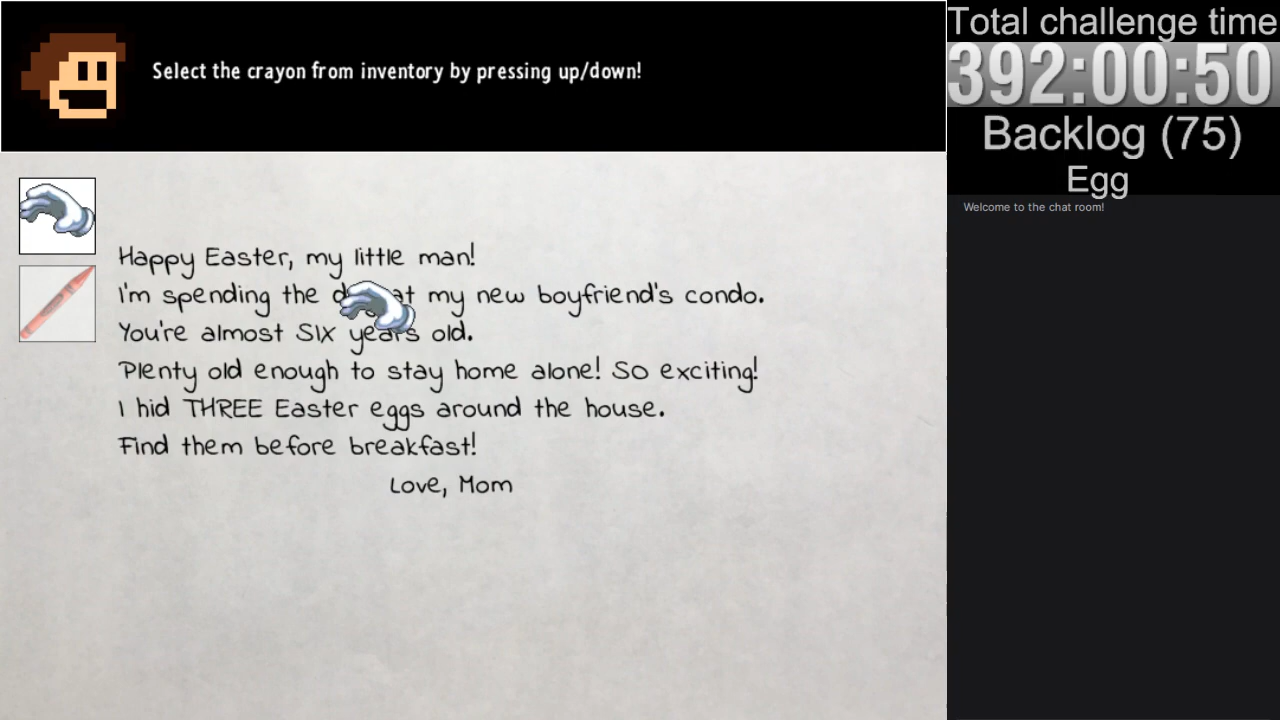 Select the crayon from inventory by pressing up/down!
Total challenge time
392:00:50
Backlog (75)
Egg
Welcome to the chat room!
Happy Easter, my little man!
I'm spending the at my new boyfriend's condo.
You're almost SIX years old.
Plenty old enough to stay home alone! So exciting!
I hid THREE Easter eggs around the house.
Find them before breakfast!
Love, Mom